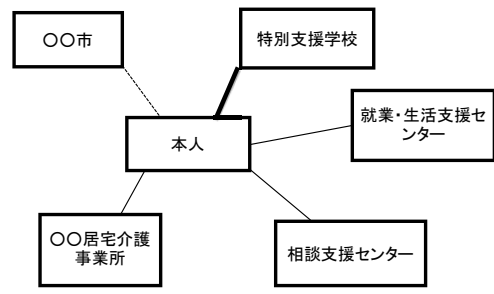 〇〇市
特別支援学校
就業・生活支援セ
ンター
本人
〇〇居宅介護
事業所
相談支援センター